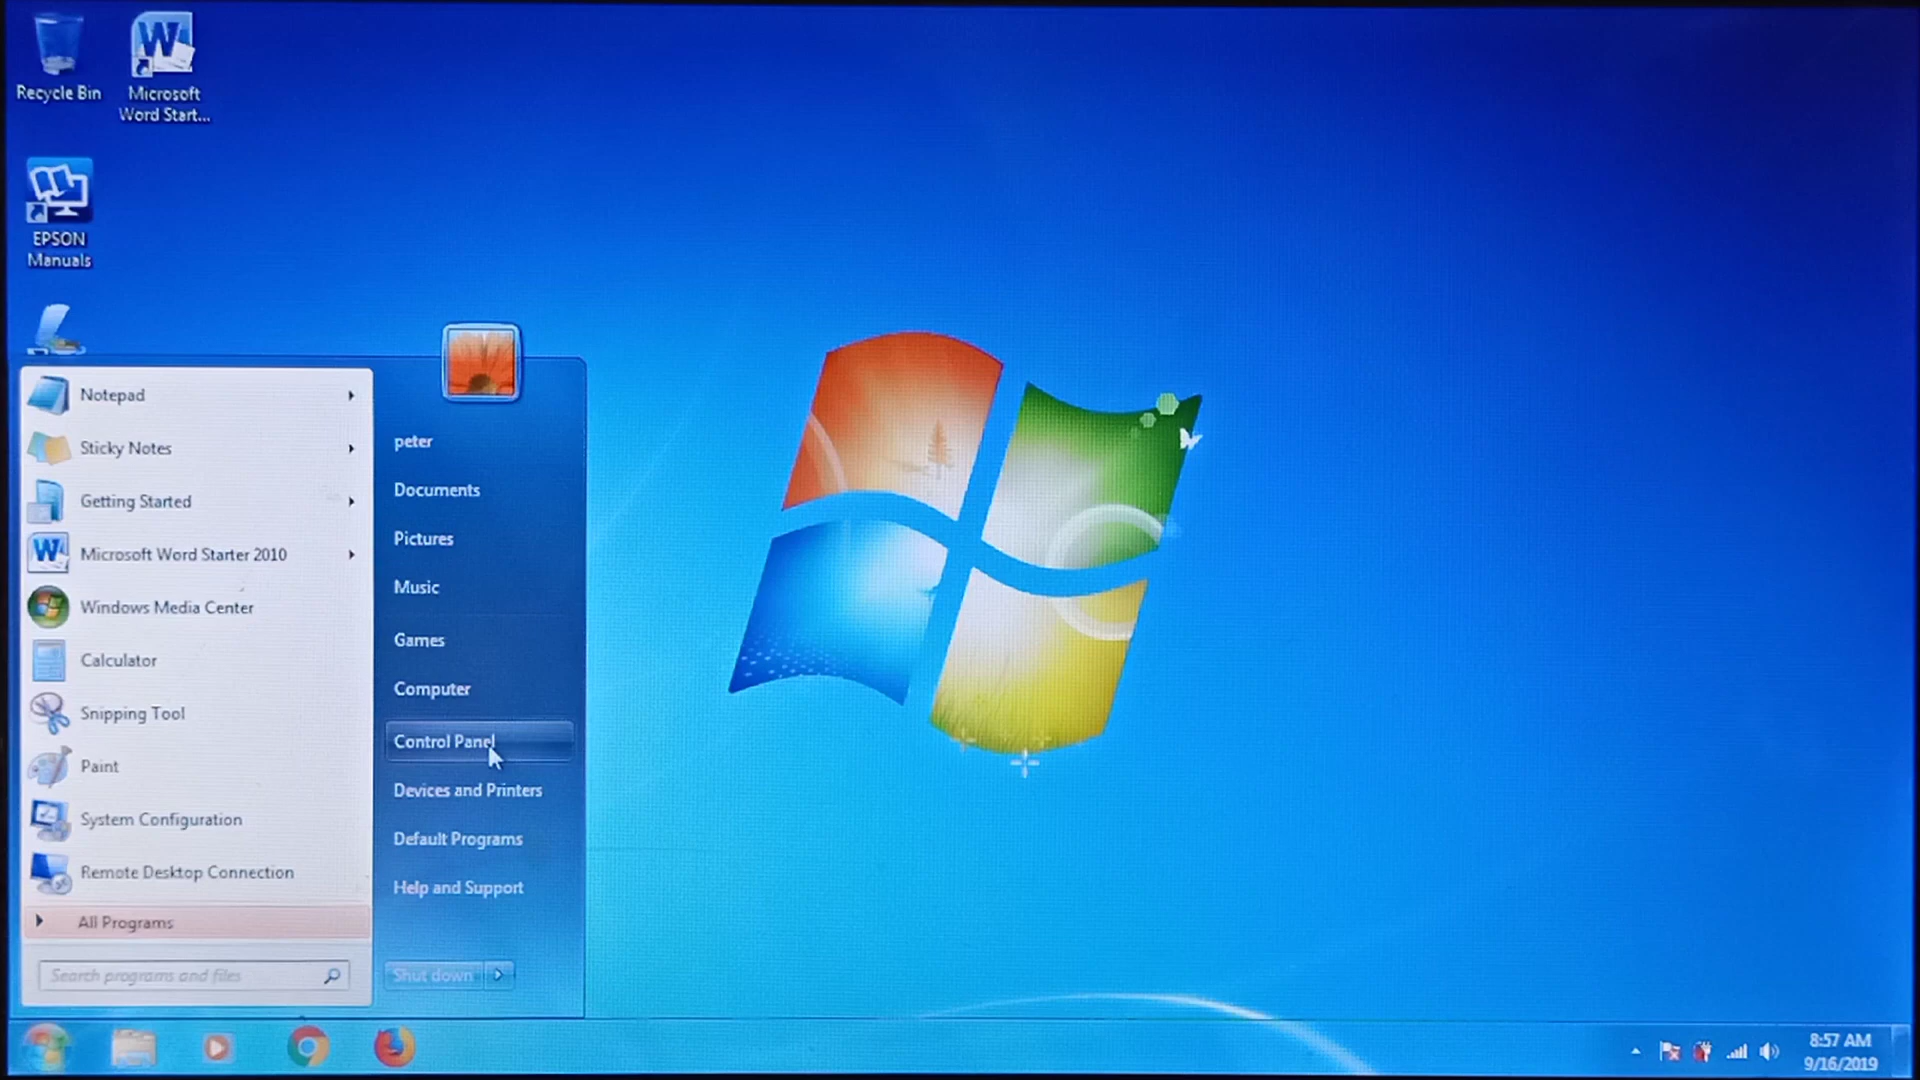 Recycle Bin
Microsoft
Word Start...
EPSON
Manuals
Notepad
Sticky Notes
Getting Started
Microsoft Word Starter 2010
Windows Media Center
Calculator
Snipping Tool
Paint
System Configuration
Remote Desktop Connection
All Programs
Search programs and files
peter
Documents
Pictures
Music
Games
Computer
Control Panel
Devices and Printers
Default Programs
Help and Support
Shut down
8:57 AM
9/16/2019